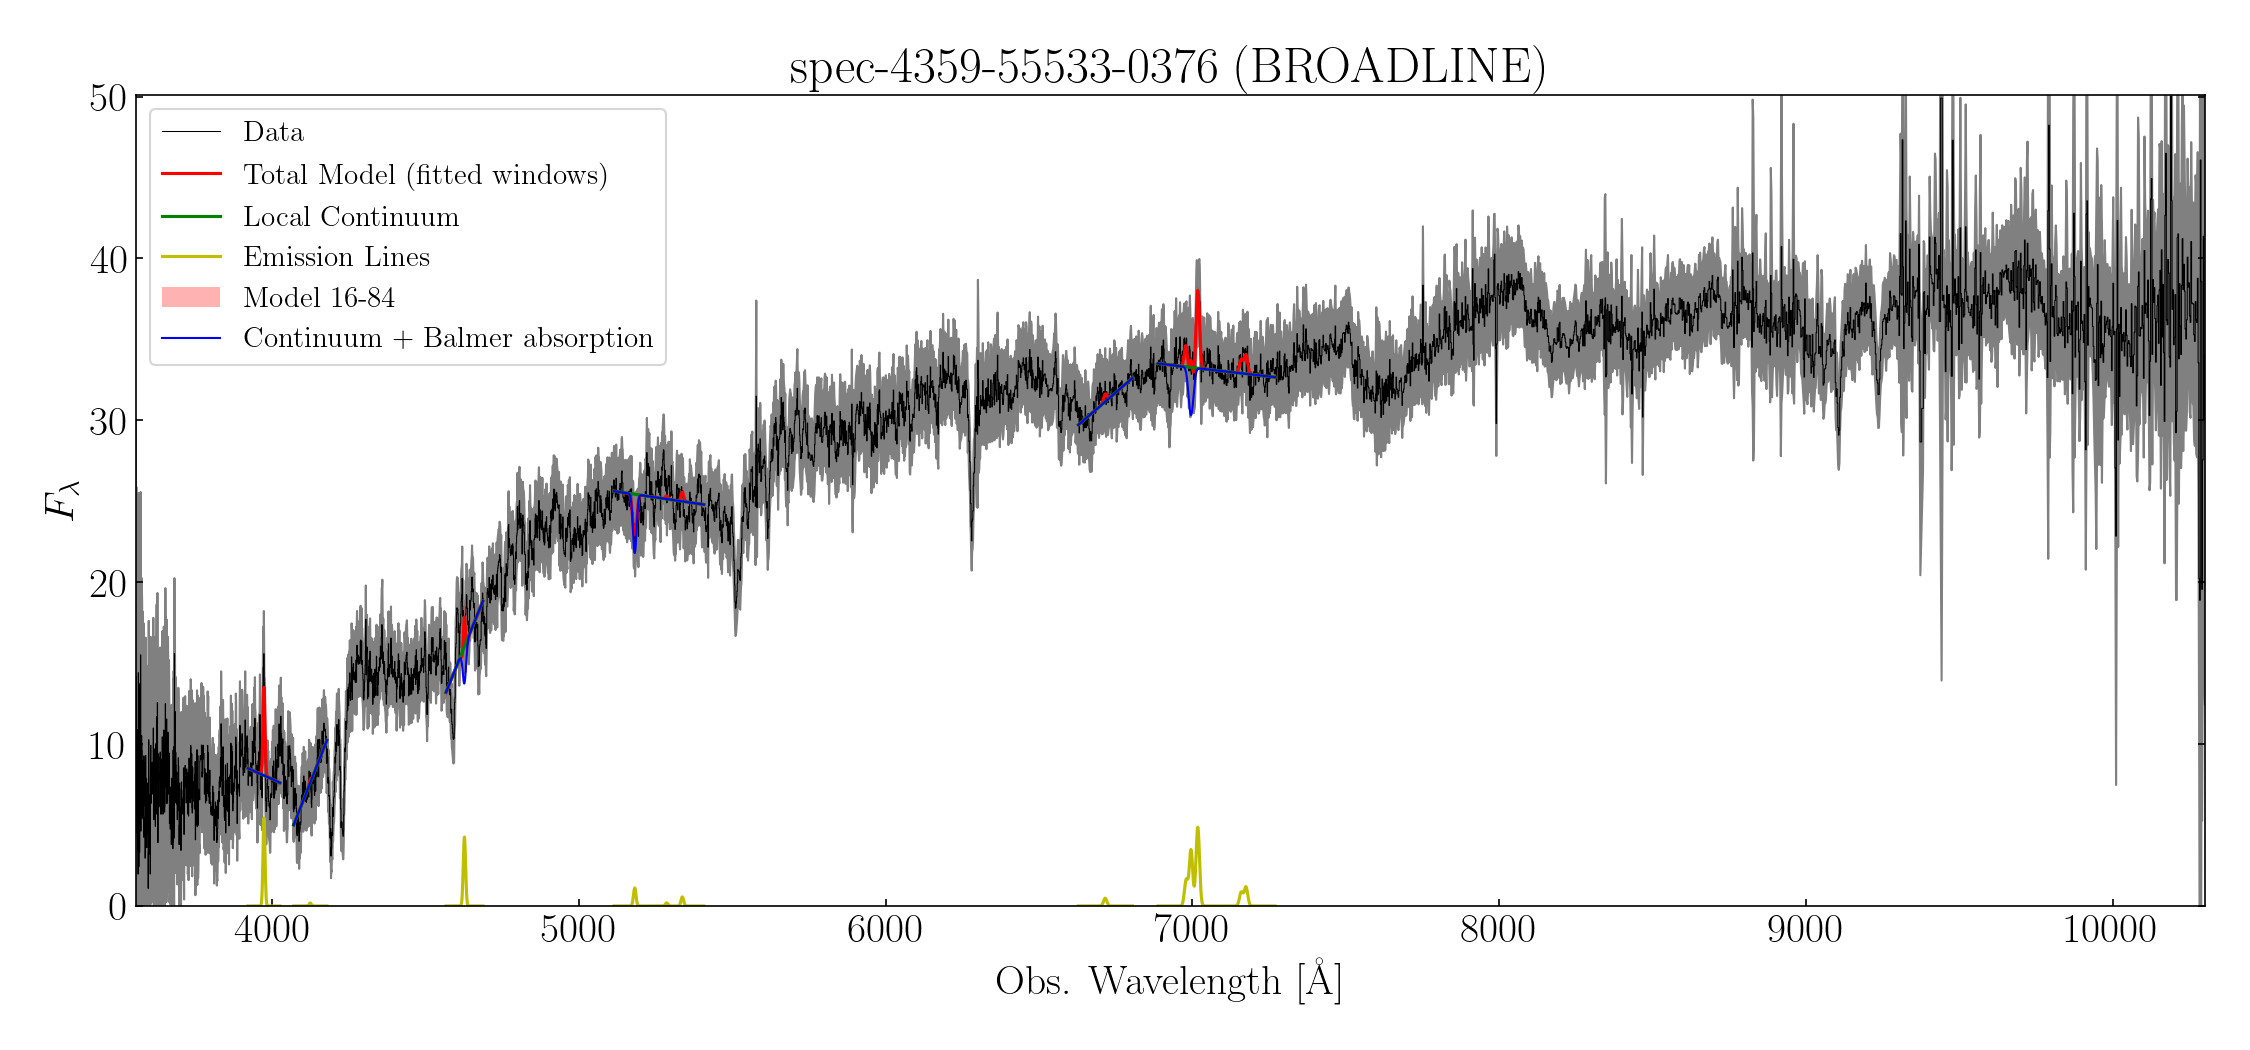 spec-4359-55533-0376 (BROADLINE)
Data
Total Model (fitted windows)
Local Continuum
Emission Lines
Model 16-84
Continuum + Balmer absorption
50
40
30
20
10
0
Fλ
4000 5000 6000 7000 8000 9000 10000
Obs. Wavelength [Å]